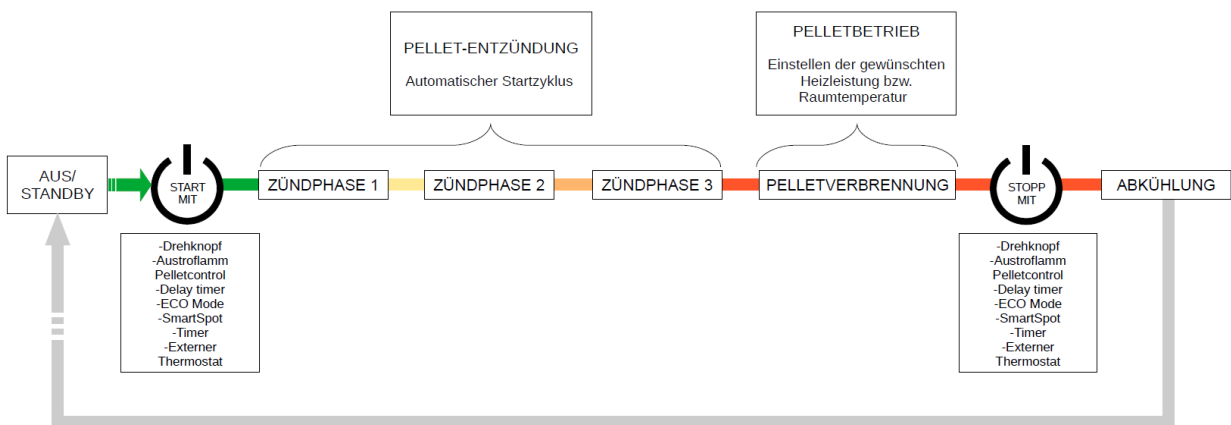 PELLET-ENTZÜNDUNG
Automatischer Startzyklus
PELLETBETRIEB
Einstellen der gewünschten
Heizleistung bzw.
Raumtemperatur
AUS/
STANDBY
START
MIT
ZÜNDPHASE 1
ZÜNDPHASE 2
ZÜNDPHASE 3
PELLETVERBRENNUNG
STOPP
MIT
ABKÜHLUNG
-Drehknopf
-Austroflamm
Pelletcontrol
-Delay timer
-ECO Mode
-SmartSpot
-Timer
-Externer
Thermostat
-Drehknopf
-Austroflamm
Pelletcontrol
-Delay timer
-ECO Mode
-SmartSpot
-Timer
-Externer
Thermostat